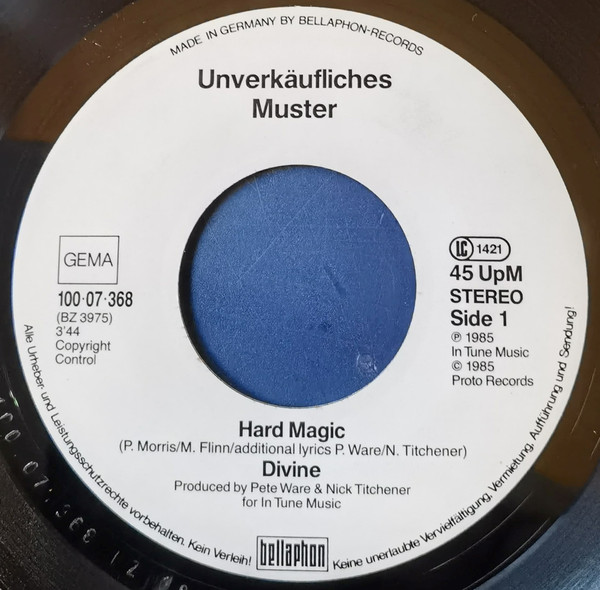 MADE IN GERMANY BY BELLAPHON-RECORDS
Unverkäufliches
Muster
GEMA
100·07·368
(BZ 3975)
3'44
Copyright
Control
LC 1421
45 UpM
STEREO
Side 1
℗ 1985
In Tune Music
© 1985
Proto Records
Hard Magic
(P. Morris/M. Flinn/additional lyrics P. Ware/N. Titchener)
Divine
Produced by Pete Ware & Nick Titchener
for In Tune Music
Alle Urheber- und Leistungsschutzrechte vorbehalten. Kein Verleih!
bellaphon
Keine unerlaubte Vervielfältigung, Vermietung, Aufführung und Sendung!